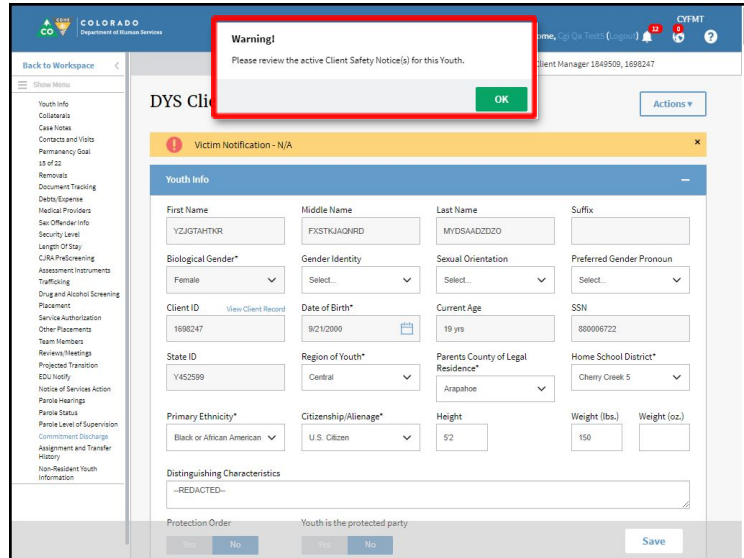 CDHS
CO
COLORADO
Department of Human Services
CYFMT
ome, Cgi Qa Test5 (Logout) 12 0 ?
Warning!
Please review the active Client Safety Notice(s) for this Youth.
OK
Back to Workspace <
Client Manager 1849509, 1698247
Show Menu
DYS Clie
Actions ▾
Youth Info
Collaterals
Case Notes
Contacts and Visits
Permanency Goal
15 of 22
Removals
Document Tracking
Debts/Expense
Medical Providers
Sex Offender Info
Security Level
Length Of Stay
CJRA PreScreening
Assessment Instruments
Trafficking
Drug and Alcohol Screening
Placement
Service Authorization
Other Placements
Team Members
Reviews/Meetings
Projected Transition
EDU Notify
Notice of Services Action
Parole Hearings
Parole Status
Parole Level of Supervision
Commitment Discharge
Assignment and Transfer
History
Non-Resident Youth
Information
! Victim Notification - N/A ×
Youth Info −
First Name Middle Name Last Name Suffix
YZJGTAHTKR FXSTKJAQNRD MYDSAADZDZO
Biological Gender* Gender Identity Sexual Orientation Preferred Gender Pronoun
Female Select... Select... Select...
Client ID View Client Record Date of Birth* Current Age SSN
1698247 9/21/2000 19 yrs 880006722
State ID Region of Youth* Parents County of Legal Residence* Home School District*
Y452599 Central Arapahoe Cherry Creek 5
Primary Ethnicity* Citizenship/Alienage* Height Weight (lbs.) Weight (oz.)
Black or African American U.S. Citizen 5'2 150
Distinguishing Characteristics
--REDACTED--
Protection Order Youth is the protected party
Yes No Yes No
Save